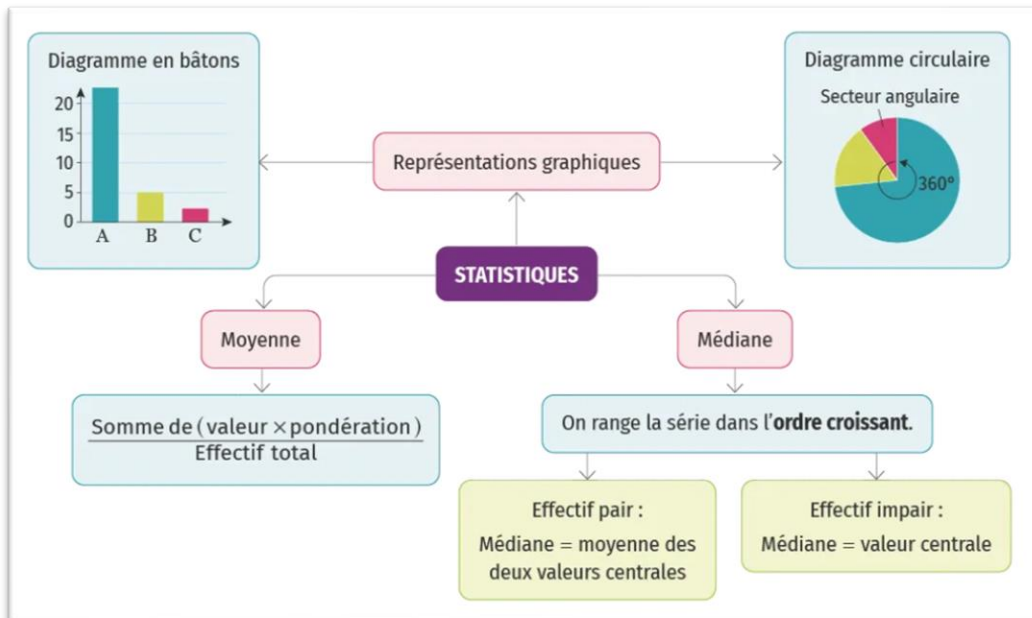 Diagramme en bâtons
20
15
10
5
0
A B C
Diagramme circulaire
Secteur angulaire
360°
Représentations graphiques
STATISTIQUES
Moyenne
Somme de (valeur × pondération)
Effectif total
Médiane
On range la série dans l'ordre croissant.
Effectif pair :
Médiane = moyenne des
deux valeurs centrales
Effectif impair :
Médiane = valeur centrale